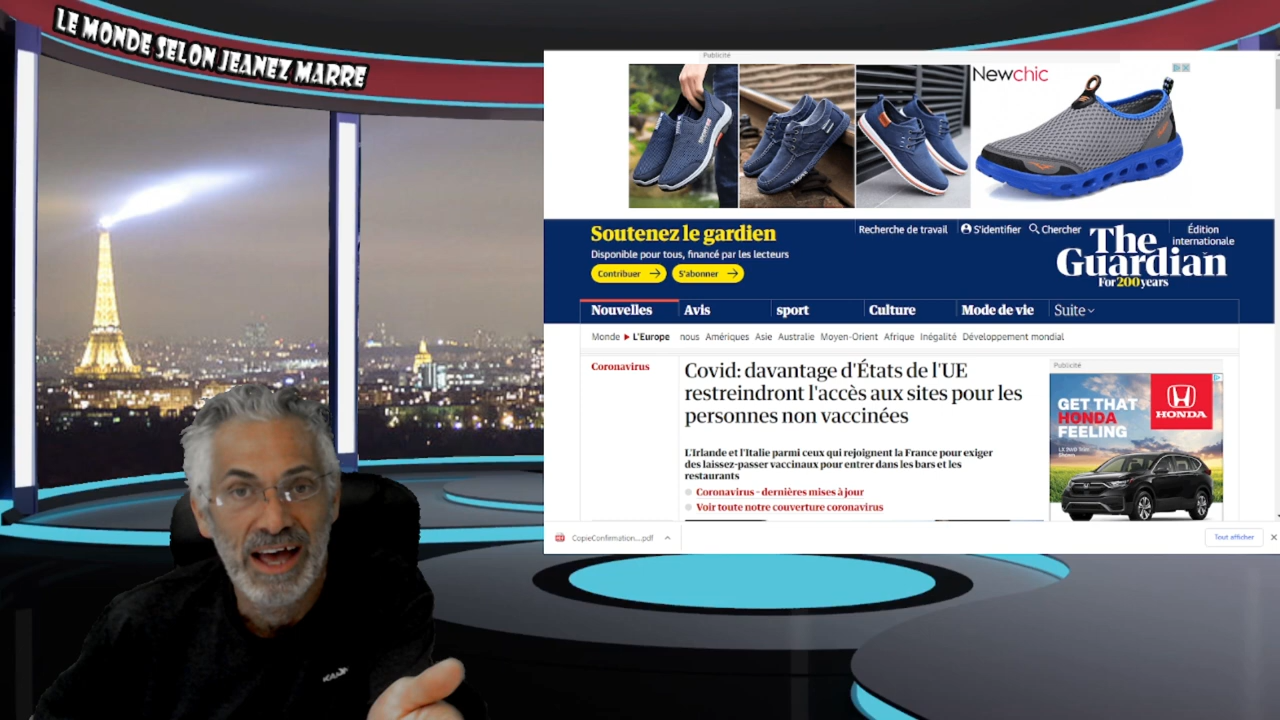 LE MONDE SELON JEANEZ MARRE
Publicité
Newchic
Soutenez le gardien
Disponible pour tous, financé par les lecteurs
Contribuer →
S'abonner →
Recherche de travail
S'identifier
Chercher
Édition
internationale
The
Guardian
For 200 years
Nouvelles
Avis
sport
Culture
Mode de vie
Suite
Monde
L'Europe
nous
Amériques
Asie
Australie
Moyen-Orient
Afrique
Inégalité
Développement mondial
Coronavirus
Covid: davantage d'États de l'UE
restreindront l'accès aux sites pour les
personnes non vaccinées
L'Irlande et l'Italie parmi ceux qui rejoignent la France pour exiger
des laissez-passer vaccinaux pour entrer dans les bars et les
restaurants
Coronavirus - dernières mises à jour
Voir toute notre couverture coronavirus
Publicité
GET THAT
HONDA
FEELING
HONDA
CopieConfemation....pdf
Tout afficher